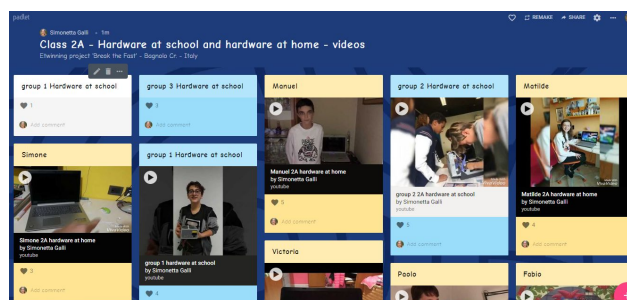 padlet
REMAKE
SHARE
Simonetta Galli • 1m
Class 2A - Hardware at school and hardware at home - videos
Etwinning project "Break the Fast" - Bagnolo Cr. - Italy
group 1 Hardware at school
1
Add comment
Simone
Simone 2A hardware at home
by Simonetta Galli
youtube
3
group 3 Hardware at school
3
Add comment
group 1 Hardware at school
group 1 hardware at school
by Simonetta Galli
youtube
4
Manuel
Manuel 2A hardware at home
by Simonetta Galli
youtube
5
Add comment
Victoria
group 2 Hardware at school
group 2 2A hardware at school
by Simonetta Galli
youtube
5
Add comment
Paola
Matilde
Matilde 2A hardware at home
by Simonetta Galli
youtube
4
Add comment
Fabio